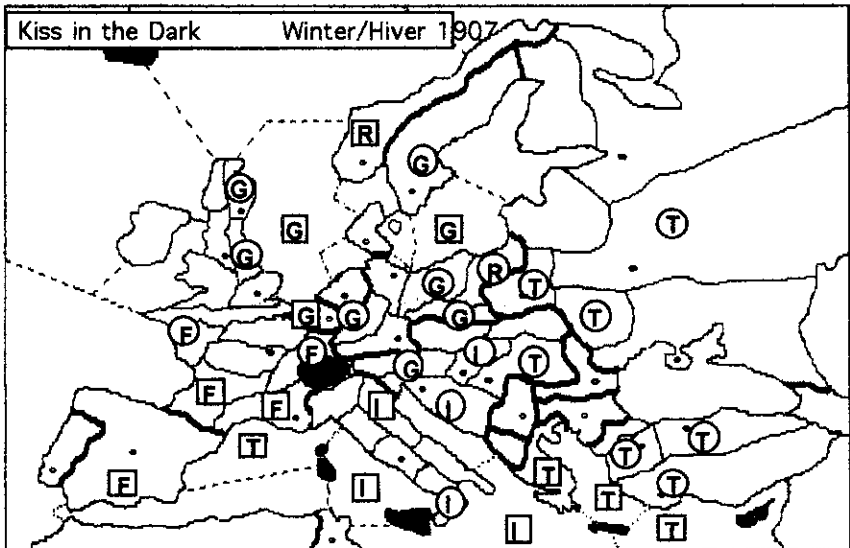 Kiss in the Dark Winter/Hiver 1907
R
G
G
G G T
G
R
G T
G G G G T
F
F I T
G
F F I I
T T
T
F I I T T T
I T